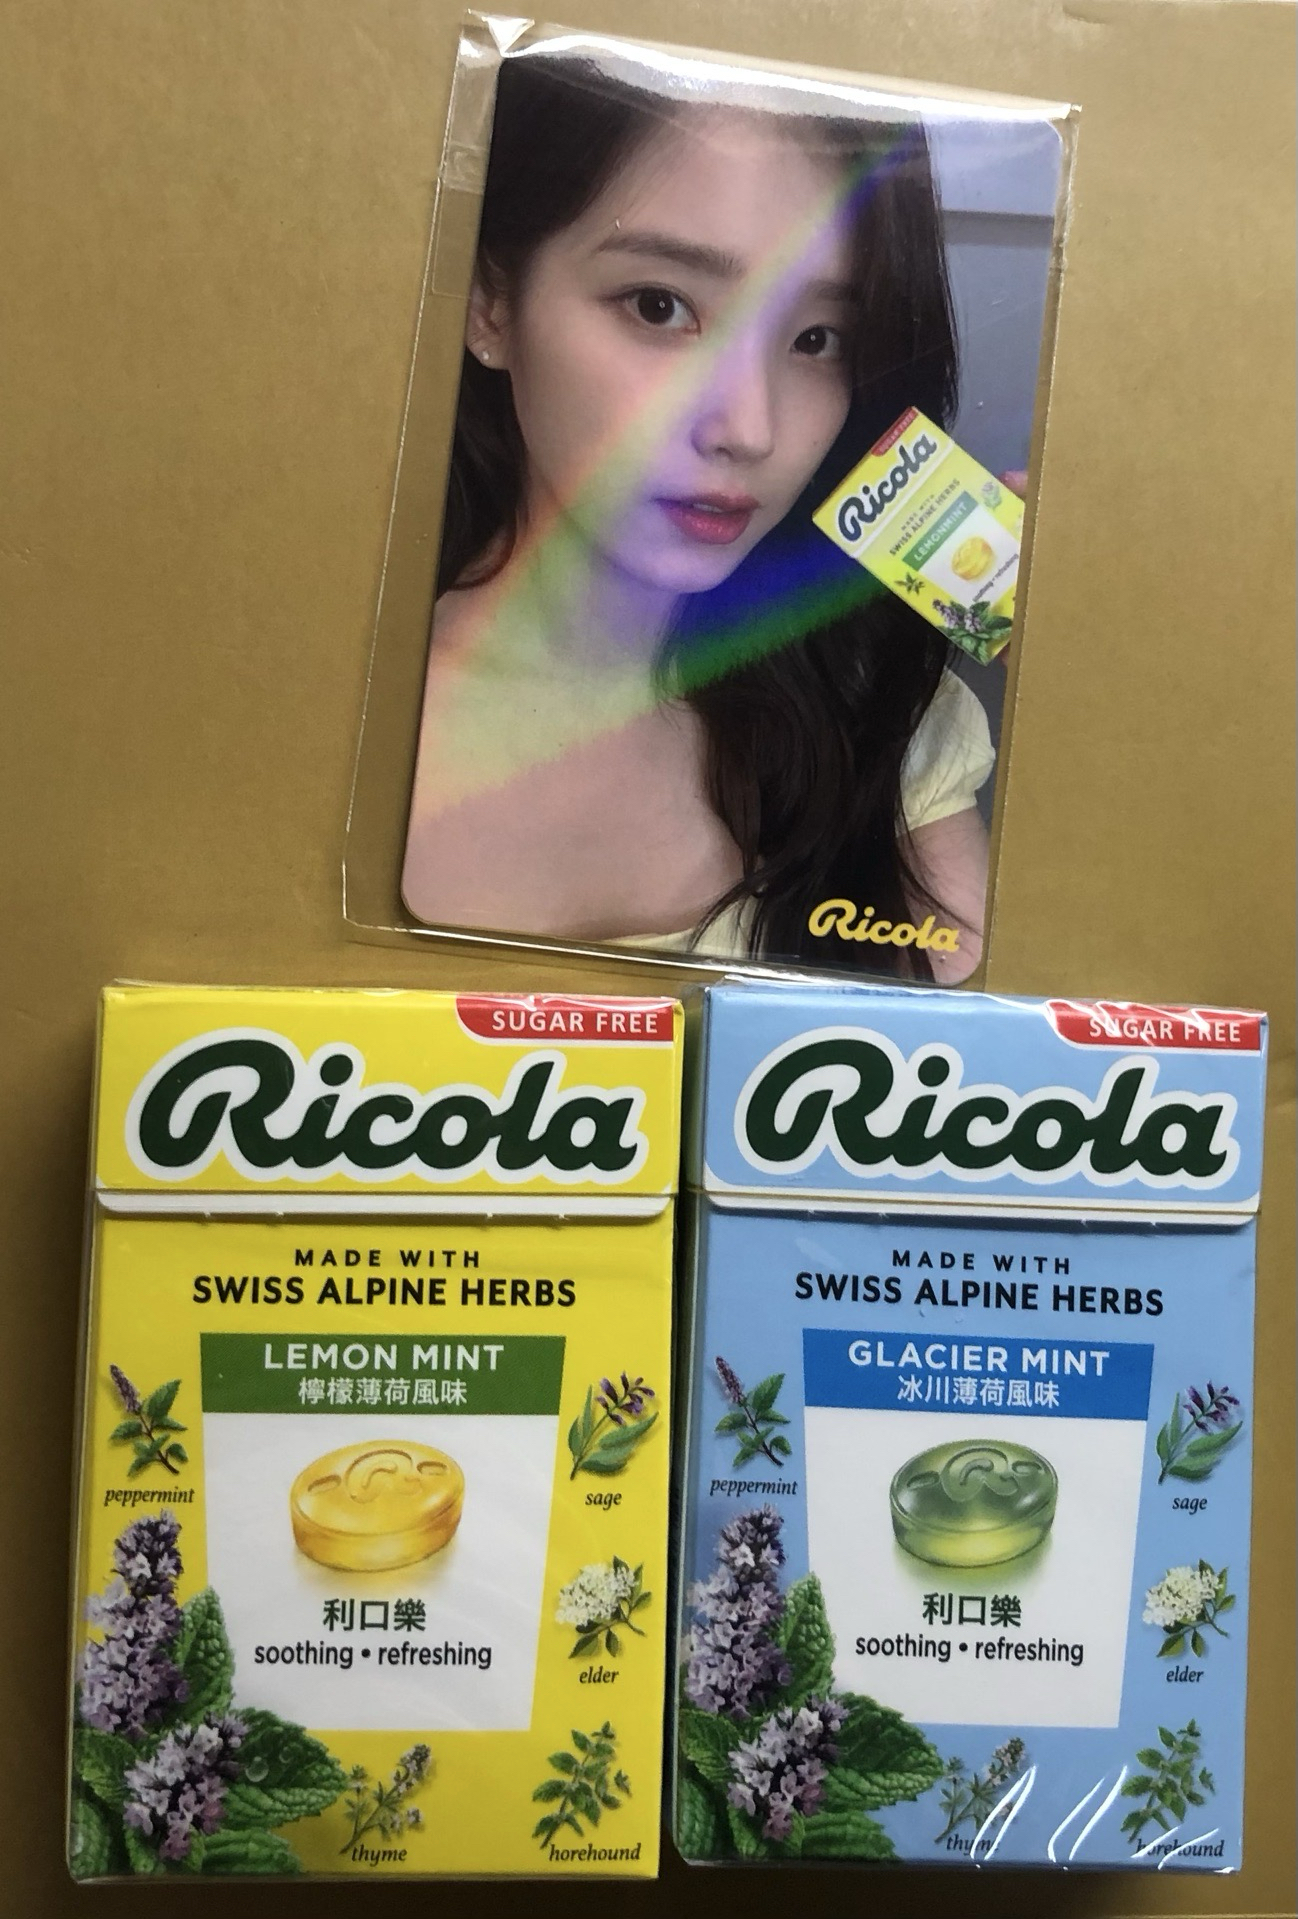 SUGAR FREE
Ricola
MADE WITH
SWISS ALPINE HERBS
LEMONMINT
Ricola
SUGAR FREE
Ricola
MADE WITH
SWISS ALPINE HERBS
LEMON MINT
檸檬薄荷風味
peppermint
sage
利口樂
soothing • refreshing
elder
thyme
horehound
SUGAR FREE
Ricola
MADE WITH
SWISS ALPINE HERBS
GLACIER MINT
冰川薄荷風味
peppermint
sage
利口樂
soothing • refreshing
elder
thyme
horehound